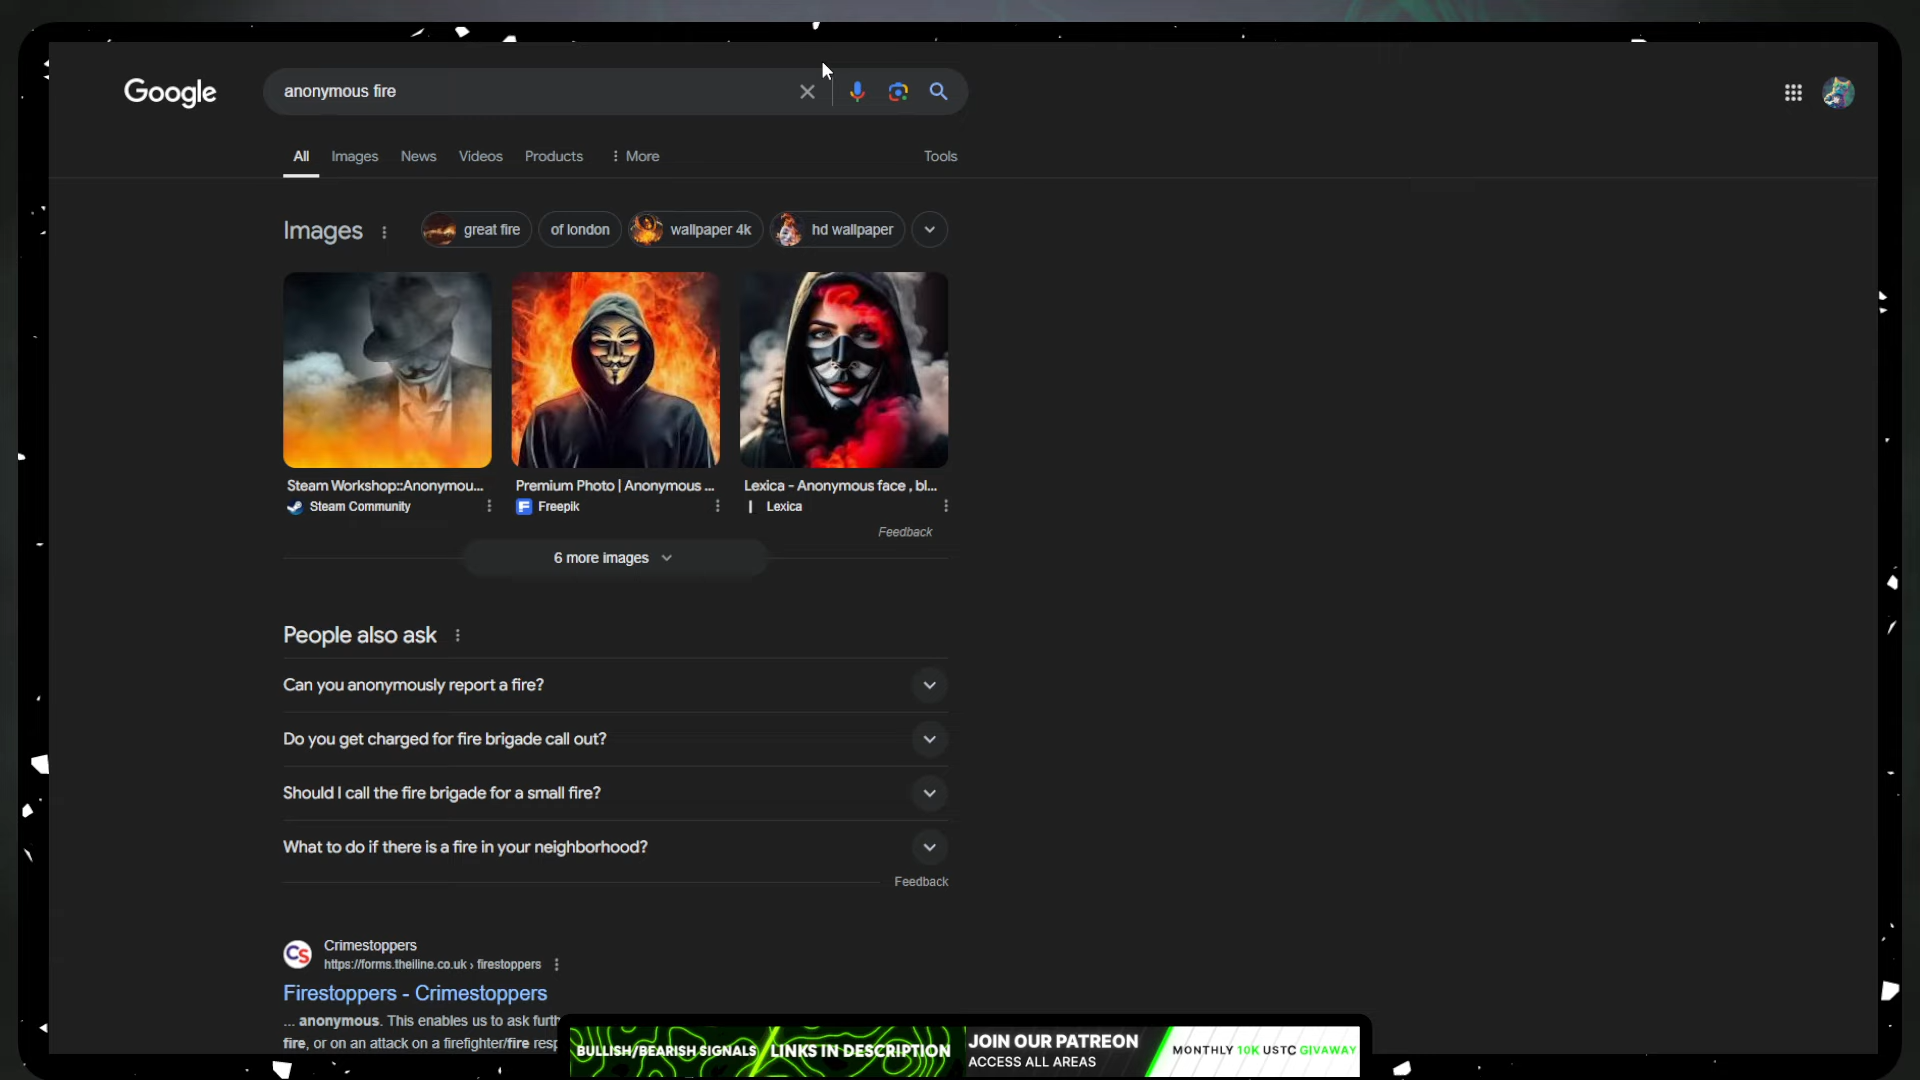 Google
anonymous fire
All Images News Videos Products More Tools
Images great fire of london wallpaper 4k hd wallpaper
Steam Workshop::Anonymou... Premium Photo | Anonymous ... Lexica - Anonymous face , bl...
Steam Community Freepik Lexica
Feedback
6 more images
People also ask
Can you anonymously report a fire?
Do you get charged for fire brigade call out?
Should I call the fire brigade for a small fire?
What to do if there is a fire in your neighborhood?
Feedback
CS Crimestoppers
https://forms.theiline.co.uk › firestoppers
Firestoppers - Crimestoppers
... anonymous. This enables us to ask furth
fire, or on an attack on a firefighter/fire resp
BULLISH/BEARISH SIGNALS LINKS IN DESCRIPTION
JOIN OUR PATREON
ACCESS ALL AREAS
MONTHLY 10K USTC GIVAWAY